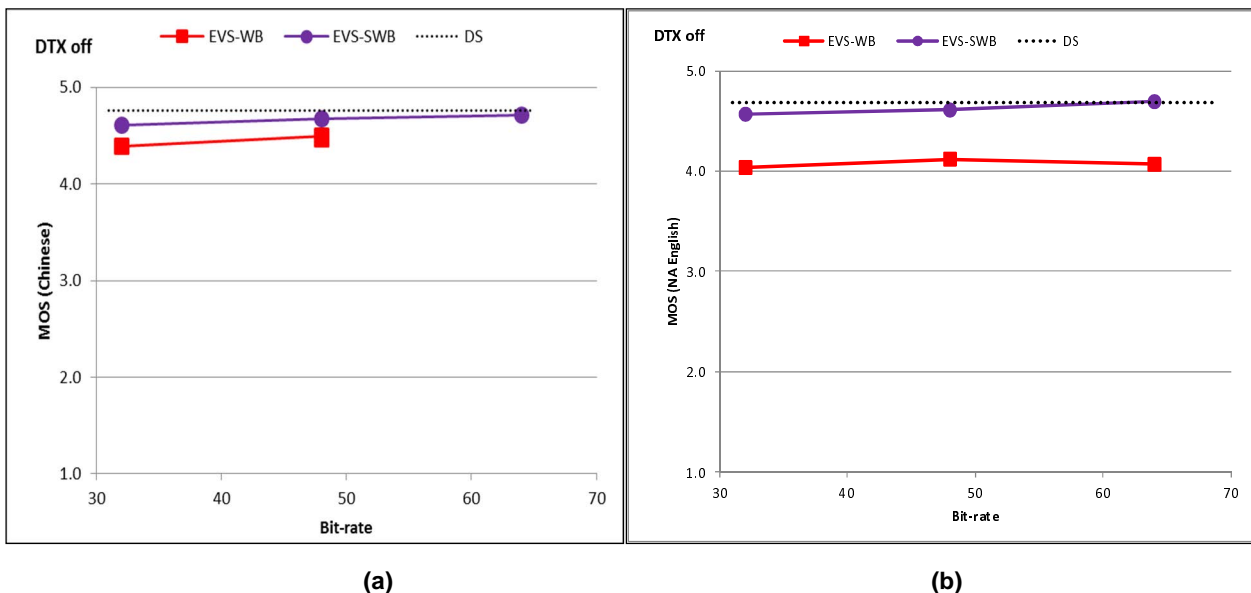 DTX off
EVS-WB EVS-SWB DS
5.0
4.0
3.0
2.0
1.0
MOS (Chinese)
30 40 50 60 70
Bit-rate
(a)
DTX off
EVS-WB EVS-SWB DS
5.0
4.0
3.0
2.0
1.0
MOS (NA English)
30 40 50 60 70
Bit-rate
(b)